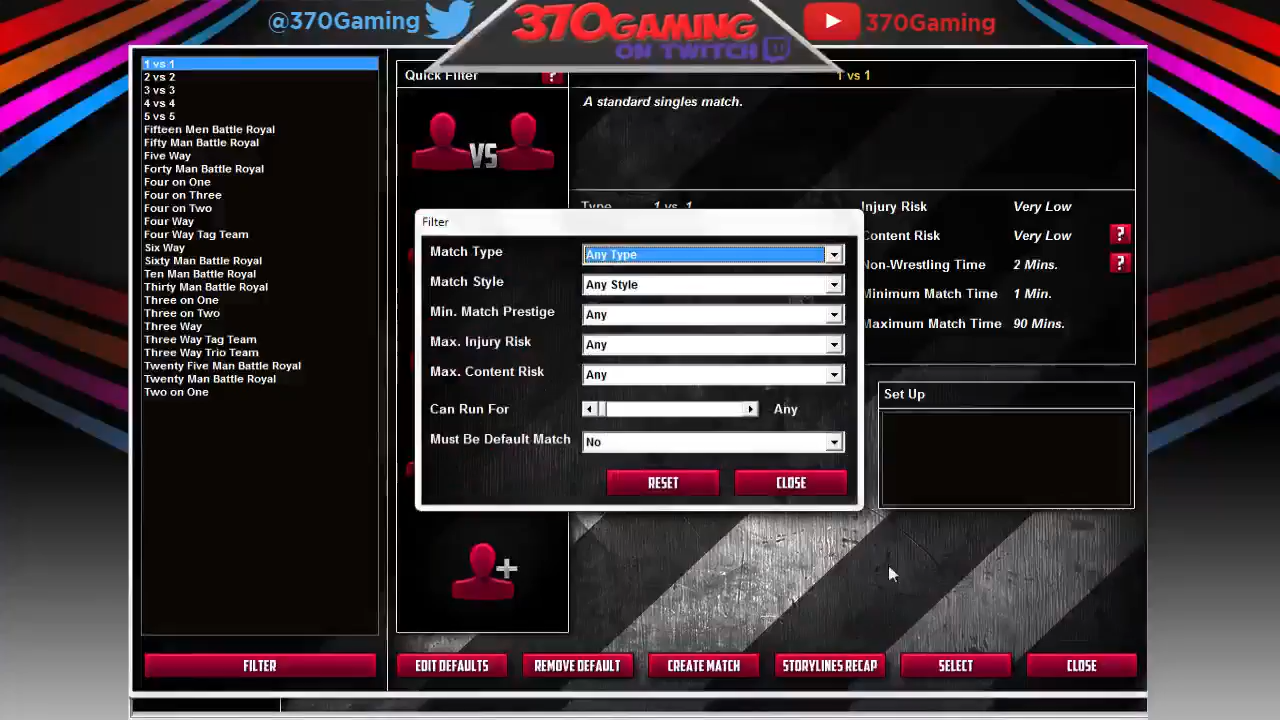 @370Gaming
370GAMING
ON TWITCH
370Gaming
1 vs 1
2 vs 2
3 vs 3
4 vs 4
5 vs 5
Fifteen Men Battle Royal
Fifty Man Battle Royal
Five Way
Forty Man Battle Royal
Four on One
Four on Three
Four on Two
Four Way
Four Way Tag Team
Six Way
Sixty Man Battle Royal
Ten Man Battle Royal
Thirty Man Battle Royal
Three on One
Three on Two
Three Way
Three Way Tag Team
Three Way Trio Team
Twenty Five Man Battle Royal
Twenty Man Battle Royal
Two on One
FILTER
Quick Filter ?
VS
1 vs 1
A standard singles match.
Type 1 vs. 1
Injury Risk Very Low
Content Risk Very Low ?
Non-Wrestling Time 2 Mins. ?
Minimum Match Time 1 Min.
Maximum Match Time 90 Mins.
Set Up
Filter
Match Type Any Type
Match Style Any Style
Min. Match Prestige Any
Max. Injury Risk Any
Max. Content Risk Any
Can Run For Any
Must Be Default Match No
RESET CLOSE
EDIT DEFAULTS REMOVE DEFAULT CREATE MATCH STORYLINES RECAP SELECT CLOSE